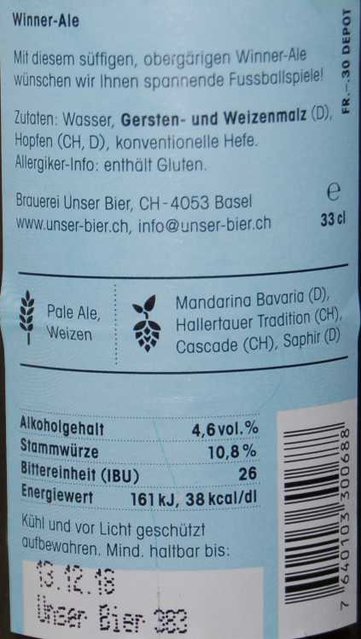 Winner-Ale
Mit diesem süffigen, obergärigen Winner-Ale
wünschen wir Ihnen spannende Fussballspiele!
FR. –.30 DEPOT
Zutaten: Wasser, Gersten- und Weizenmalz (D),
Hopfen (CH, D), konventionelle Hefe.
Allergiker-Info: enthält Gluten.
Brauerei Unser Bier, CH-4053 Basel
www.unser-bier.ch, info@unser-bier.ch
e
33 cl
Pale Ale,
Weizen
Mandarina Bavaria (D),
Hallertauer Tradition (CH),
Cascade (CH), Saphir (D)
Alkoholgehalt 4,6 vol.%
Stammwürze 10,8 %
Bittereinheit (IBU) 26
Energiewert 161 kJ, 38 kcal/dl
Kühl und vor Licht geschützt
aufbewahren. Mind. haltbar bis:
13.12.18
Unser Bier 383
7 640103 300688